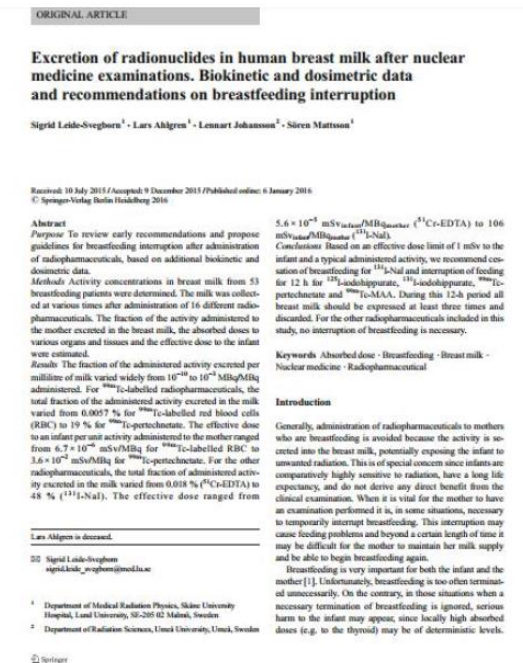 ORIGINAL ARTICLE
Excretion of radionuclides in human breast milk after nuclear
medicine examinations. Biokinetic and dosimetric data
and recommendations on breastfeeding interruption
Sigrid Leide-Svegborn¹ · Lars Ahlgren¹ · Lennart Johansson² · Sören Mattsson¹
Received: 10 July 2015 / Accepted: 9 December 2015 / Published online: 6 January 2016
© Springer-Verlag Berlin Heidelberg 2016
Abstract
Purpose To review early recommendations and propose
guidelines for breastfeeding interruption after administration
of radiopharmaceuticals, based on additional biokinetic and
dosimetric data.
Methods Activity concentrations in breast milk from 53
breastfeeding patients were determined. The milk was collect-
ed at various times after administration of 16 different radio-
pharmaceuticals. The fraction of the activity administered to
the mother excreted in the breast milk, the absorbed doses to
various organs and tissues and the effective dose to the infant
were estimated.
Results The fraction of the administered activity excreted per
millilitre of milk varied widely from 10⁻¹⁰ to 10⁻³ MBq/MBq
administered. For ⁹⁹ᵐTc-labelled radiopharmaceuticals, the
total fraction of the administered activity excreted in the milk
varied from 0.0057 % for ⁹⁹ᵐTc-labelled red blood cells
(RBC) to 19 % for ⁹⁹ᵐTc-pertechnetate. The effective dose
to an infant per unit activity administered to the mother ranged
from 6.7 × 10⁻⁶ mSv/MBq for ⁹⁹ᵐTc-labelled RBC to
3.6 × 10⁻² mSv/MBq for ⁹⁹ᵐTc-pertechnetate. For the other
radiopharmaceuticals, the total fraction of administered activ-
ity excreted in the milk varied from 0.018 % (⁵¹Cr-EDTA) to
48 % (¹³¹I-NaI). The effective dose ranged from
5.6 × 10⁻⁵ mSv infant/MBq mother (⁵¹Cr-EDTA) to 106
mSv infant/MBq mother (¹³¹I-NaI).
Conclusions Based on an effective dose limit of 1 mSv to the
infant and a typical administered activity, we recommend ces-
sation of breastfeeding for ¹³¹I-NaI and interruption of feeding
for 12 h for ¹²⁵I-iodohippurate, ¹³¹I-iodohippurate, ⁹⁹ᵐTc-
pertechnetate and ⁹⁹ᵐTc-MAA. During this 12-h period all
breast milk should be expressed at least three times and
discarded. For the other radiopharmaceuticals included in this
study, no interruption of breastfeeding is necessary.
Keywords Absorbed dose · Breastfeeding · Breast milk ·
Nuclear medicine · Radiopharmaceutical
Introduction
Generally, administration of radiopharmaceuticals to mothers
who are breastfeeding is avoided because the activity is se-
creted into the breast milk, potentially exposing the infant to
unwanted radiation. This is of special concern since infants are
comparatively highly sensitive to radiation, have a long life
expectancy, and do not derive any direct benefit from the
clinical examination. When it is vital for the mother to have
an examination performed it is, in some situations, necessary
to temporarily interrupt breastfeeding. This interruption may
cause feeding problems and beyond a certain length of time it
may be difficult for the mother to maintain her milk supply
and be able to begin breastfeeding again.
Breastfeeding is very important for both the infant and the
mother [1]. Unfortunately, breastfeeding is too often terminat-
ed unnecessarily. On the contrary, in those situations when a
necessary termination of breastfeeding is ignored, serious
harm to the infant may appear, since locally high absorbed
doses (e.g. to the thyroid) may be of deterministic levels.
Lars Ahlgren is deceased.
Sigrid Leide-Svegborn
sigrid.leide_svegborn@med.lu.se
¹ Department of Medical Radiation Physics, Skåne University
Hospital, Lund University, SE-205 02 Malmö, Sweden
² Department of Radiation Sciences, Umeå University, Umeå, Sweden
Springer